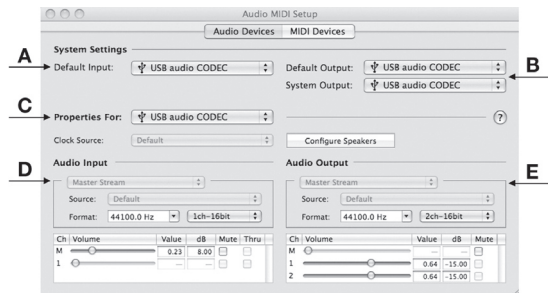 Audio MIDI Setup
Audio Devices MIDI Devices
System Settings
A
Default Input: USB audio CODEC
Default Output: USB audio CODEC
B
System Output: USB audio CODEC
C
Properties For: USB audio CODEC
?
Clock Source: Default
Configure Speakers
Audio Input
Audio Output
D
Master Stream
Master Stream
E
Source: Default
Source: Default
Format: 44100.0 Hz 1ch-16bit
Format: 44100.0 Hz 2ch-16bit
Ch Volume Value dB Mute Thru
Ch Volume Value dB Mute
M 0.23 8.00
M --- ---
1 --- ---
1 0.64 -15.00
2 0.64 -15.00